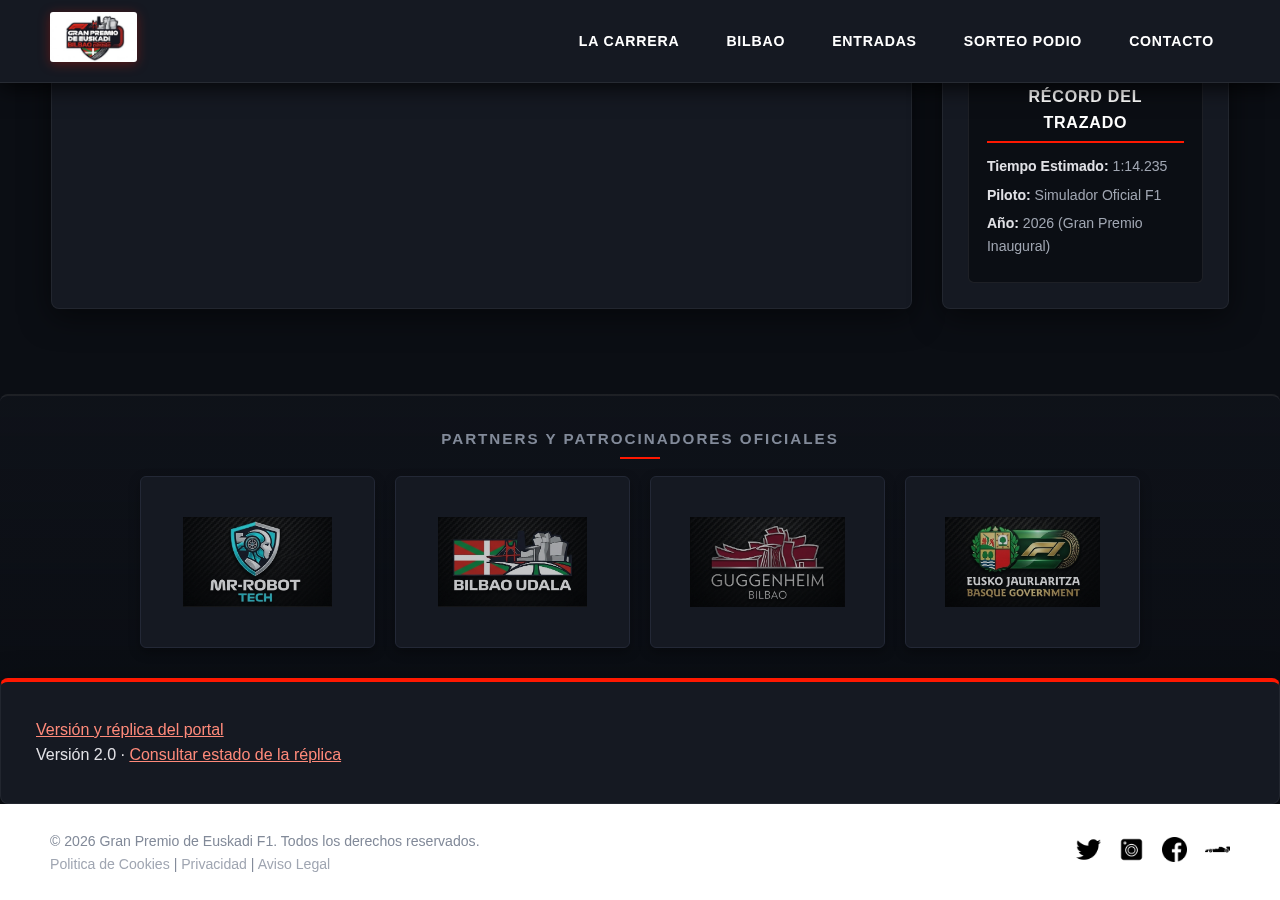 GRAN PREMIO
DE EUSKADI
LA CARRERA
BILBAO
ENTRADAS
SORTEO PODIO
CONTACTO
RÉCORD DEL
TRAZADO
Tiempo Estimado: 1:14.235
Piloto: Simulador Oficial F1
Año: 2026 (Gran Premio
Inaugural)
PARTNERS Y PATROCINADORES OFICIALES
MR-ROBOT
TECH
BILBAO UDALA
GUGGENHEIM
BILBAO
EUSKO JAURLARITZA
BASQUE GOVERNMENT
Versión y réplica del portal
Versión 2.0 · Consultar estado de la réplica
© 2026 Gran Premio de Euskadi F1. Todos los derechos reservados.
Politica de Cookies | Privacidad | Aviso Legal